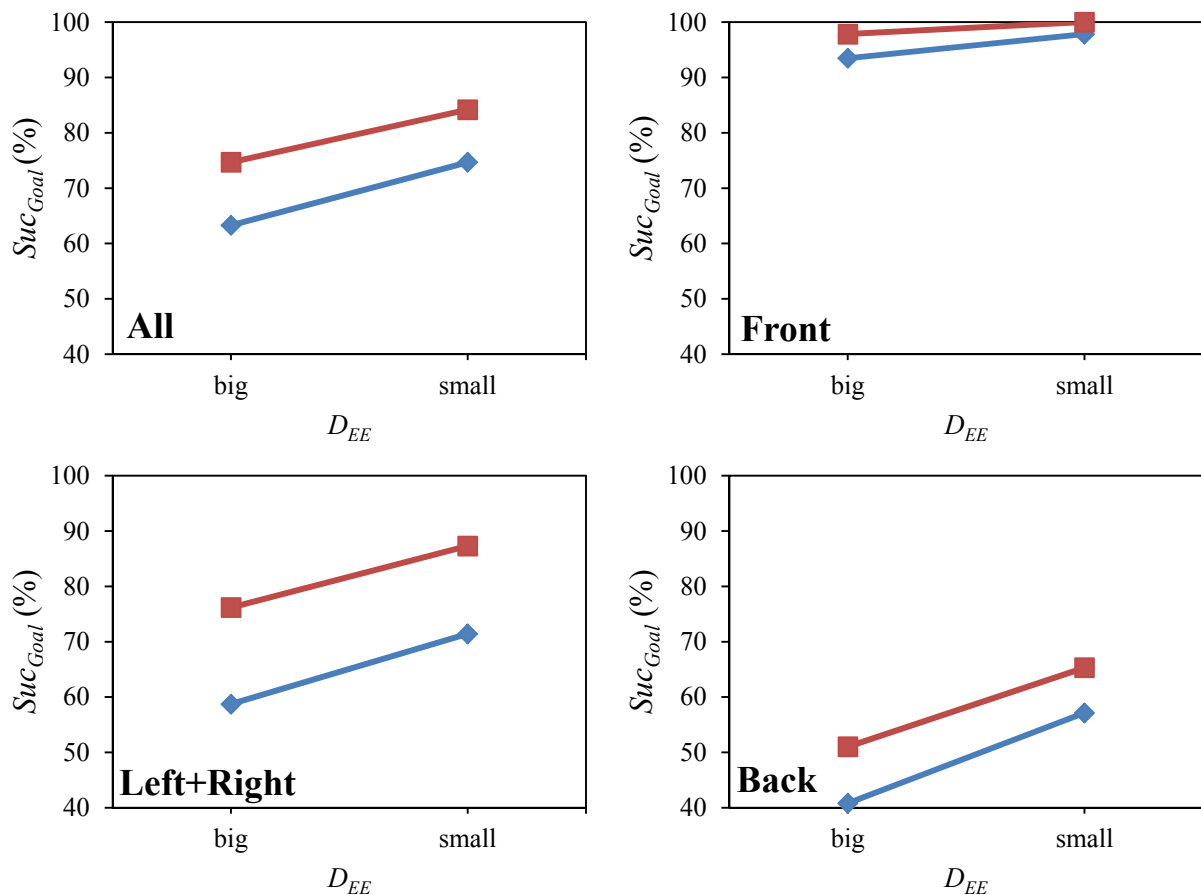 100
90
80
70
60
50
40
Suc_Goal (%)
All
big small
D_EE
100
90
80
70
60
50
40
Suc_Goal (%)
Front
big small
D_EE
100
90
80
70
60
50
40
Suc_Goal (%)
Left+Right
big small
D_EE
100
90
80
70
60
50
40
Suc_Goal (%)
Back
big small
D_EE